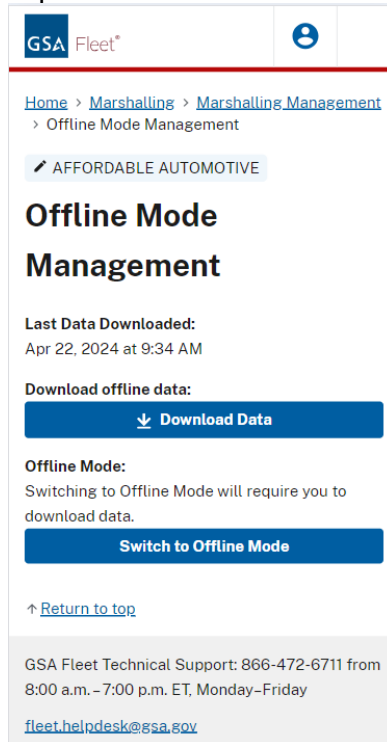 GSA Fleet®
Home > Marshalling > Marshalling Management
> Offline Mode Management
AFFORDABLE AUTOMOTIVE
Offline Mode
Management
Last Data Downloaded:
Apr 22, 2024 at 9:34 AM
Download offline data:
Download Data
Offline Mode:
Switching to Offline Mode will require you to
download data.
Switch to Offline Mode
↑ Return to top
GSA Fleet Technical Support: 866-472-6711 from
8:00 a.m. – 7:00 p.m. ET, Monday–Friday
fleet.helpdesk@gsa.gov